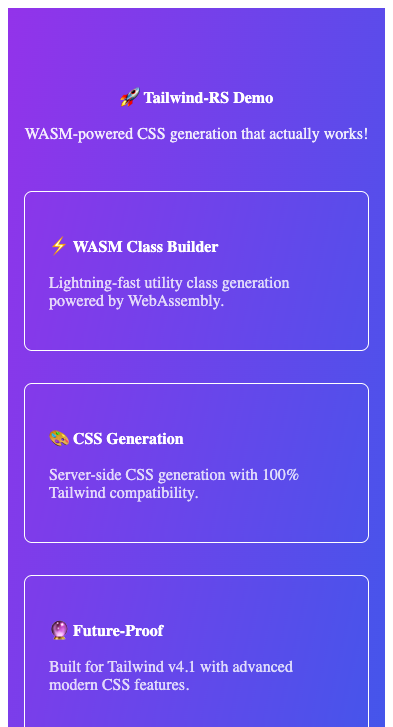 🚀 Tailwind-RS Demo
WASM-powered CSS generation that actually works!
⚡ WASM Class Builder
Lightning-fast utility class generation
powered by WebAssembly.
🎨 CSS Generation
Server-side CSS generation with 100%
Tailwind compatibility.
🔮 Future-Proof
Built for Tailwind v4.1 with advanced
modern CSS features.